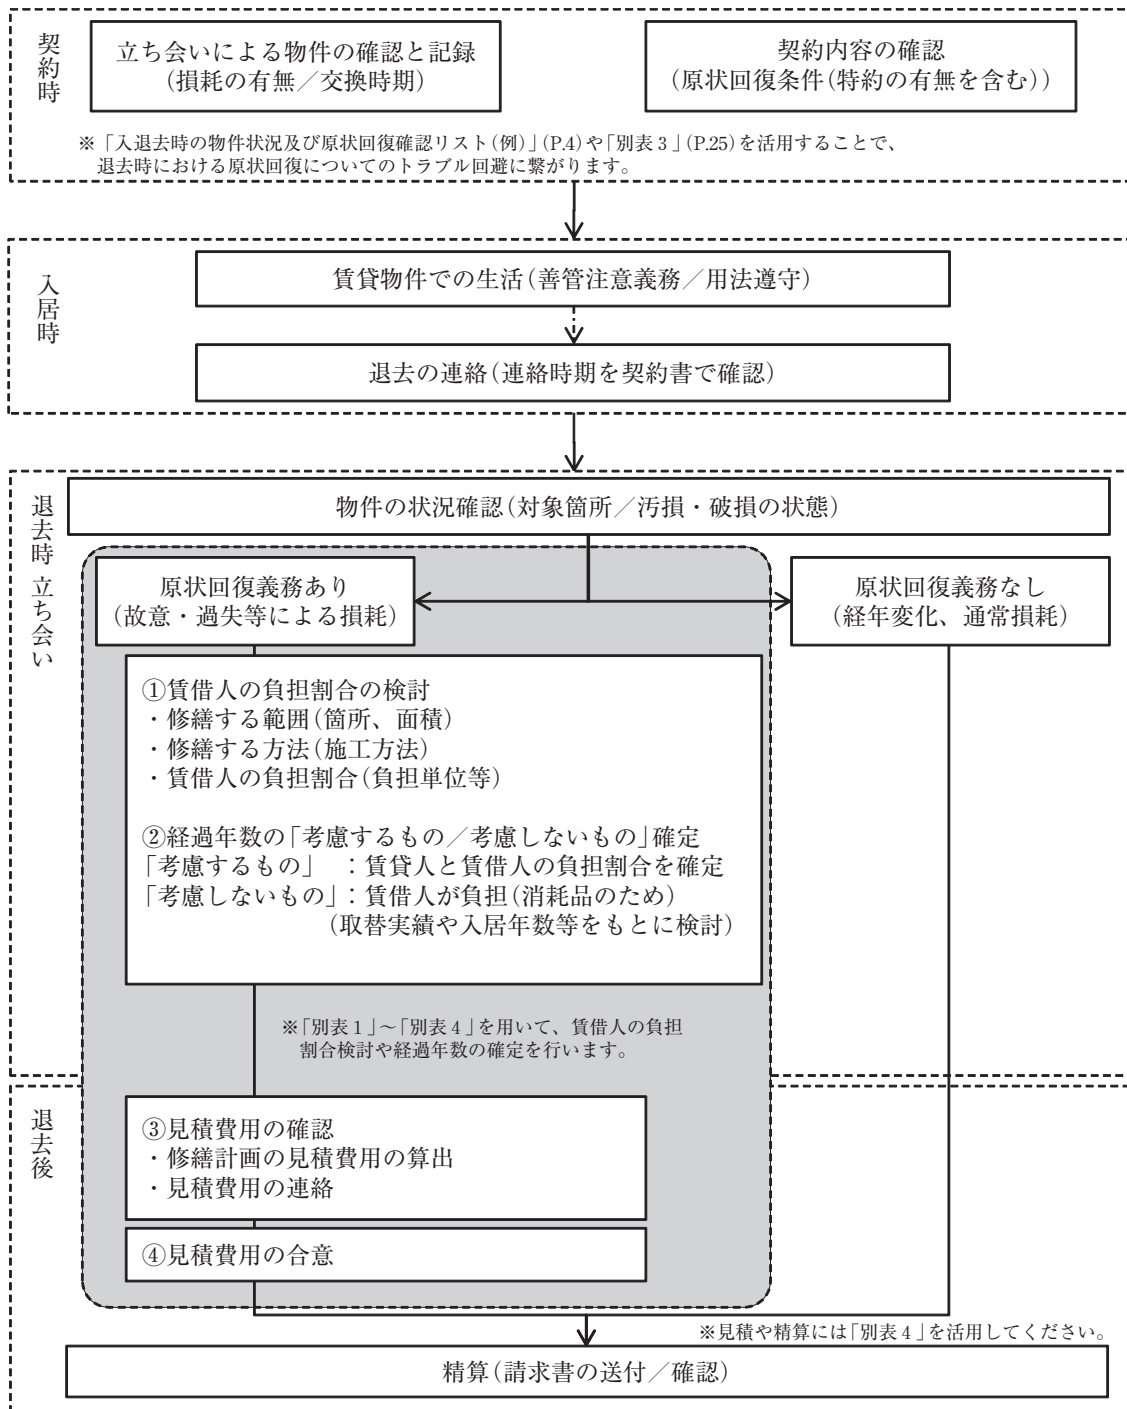 契約時
立ち会いによる物件の確認と記録
(損耗の有無／交換時期)
契約内容の確認
(原状回復条件(特約の有無を含む))
※「入退去時の物件状況及び原状回復確認リスト(例)」(P.4)や「別表3」(P.25)を活用することで、
退去時における原状回復についてのトラブル回避に繋がります。
入居時
賃貸物件での生活(善管注意義務／用法遵守)
退去の連絡(連絡時期を契約書で確認)
退去時 立ち会い
物件の状況確認(対象箇所／汚損・破損の状態)
原状回復義務あり
(故意・過失等による損耗)
原状回復義務なし
(経年変化、通常損耗)
①賃借人の負担割合の検討
・修繕する範囲(箇所、面積)
・修繕する方法(施工方法)
・賃借人の負担割合(負担単位等)
②経過年数の「考慮するもの／考慮しないもの」確定
「考慮するもの」　：賃貸人と賃借人の負担割合を確定
「考慮しないもの」：賃借人が負担(消耗品のため)
(取替実績や入居年数等をもとに検討)
※「別表1」～「別表4」を用いて、賃借人の負担
割合検討や経過年数の確定を行います。
退去後
③見積費用の確認
・修繕計画の見積費用の算出
・見積費用の連絡
④見積費用の合意
※見積や精算には「別表4」を活用してください。
精算(請求書の送付／確認)